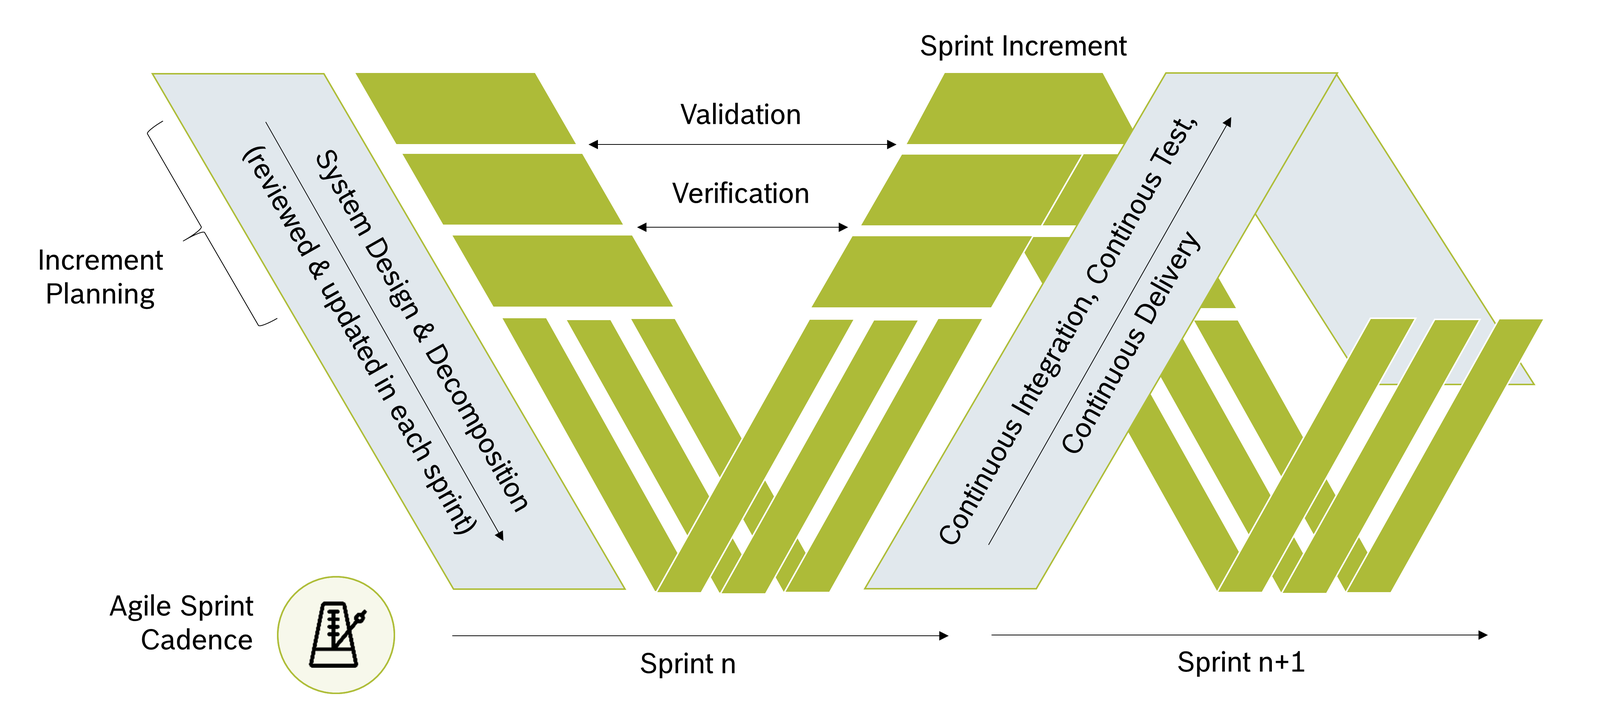 Sprint Increment
Validation
Verification
Increment
Planning
System Design & Decomposition
(reviewed & updated in each sprint)
Continuous Integration, Continous Test,
Continuous Delivery
Agile Sprint
Cadence
Sprint n
Sprint n+1